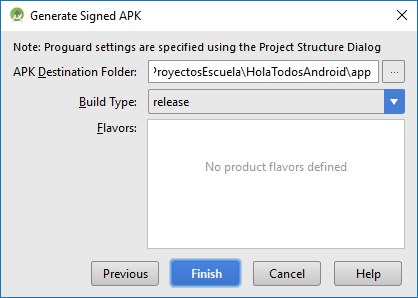 Generate Signed APK
Note: Proguard settings are specified using the Project Structure Dialog
APK Destination Folder: ProyectosEscuela\HolaTodosAndroid\app ...
Build Type: release
Flavors:
No product flavors defined
Previous Finish Cancel Help